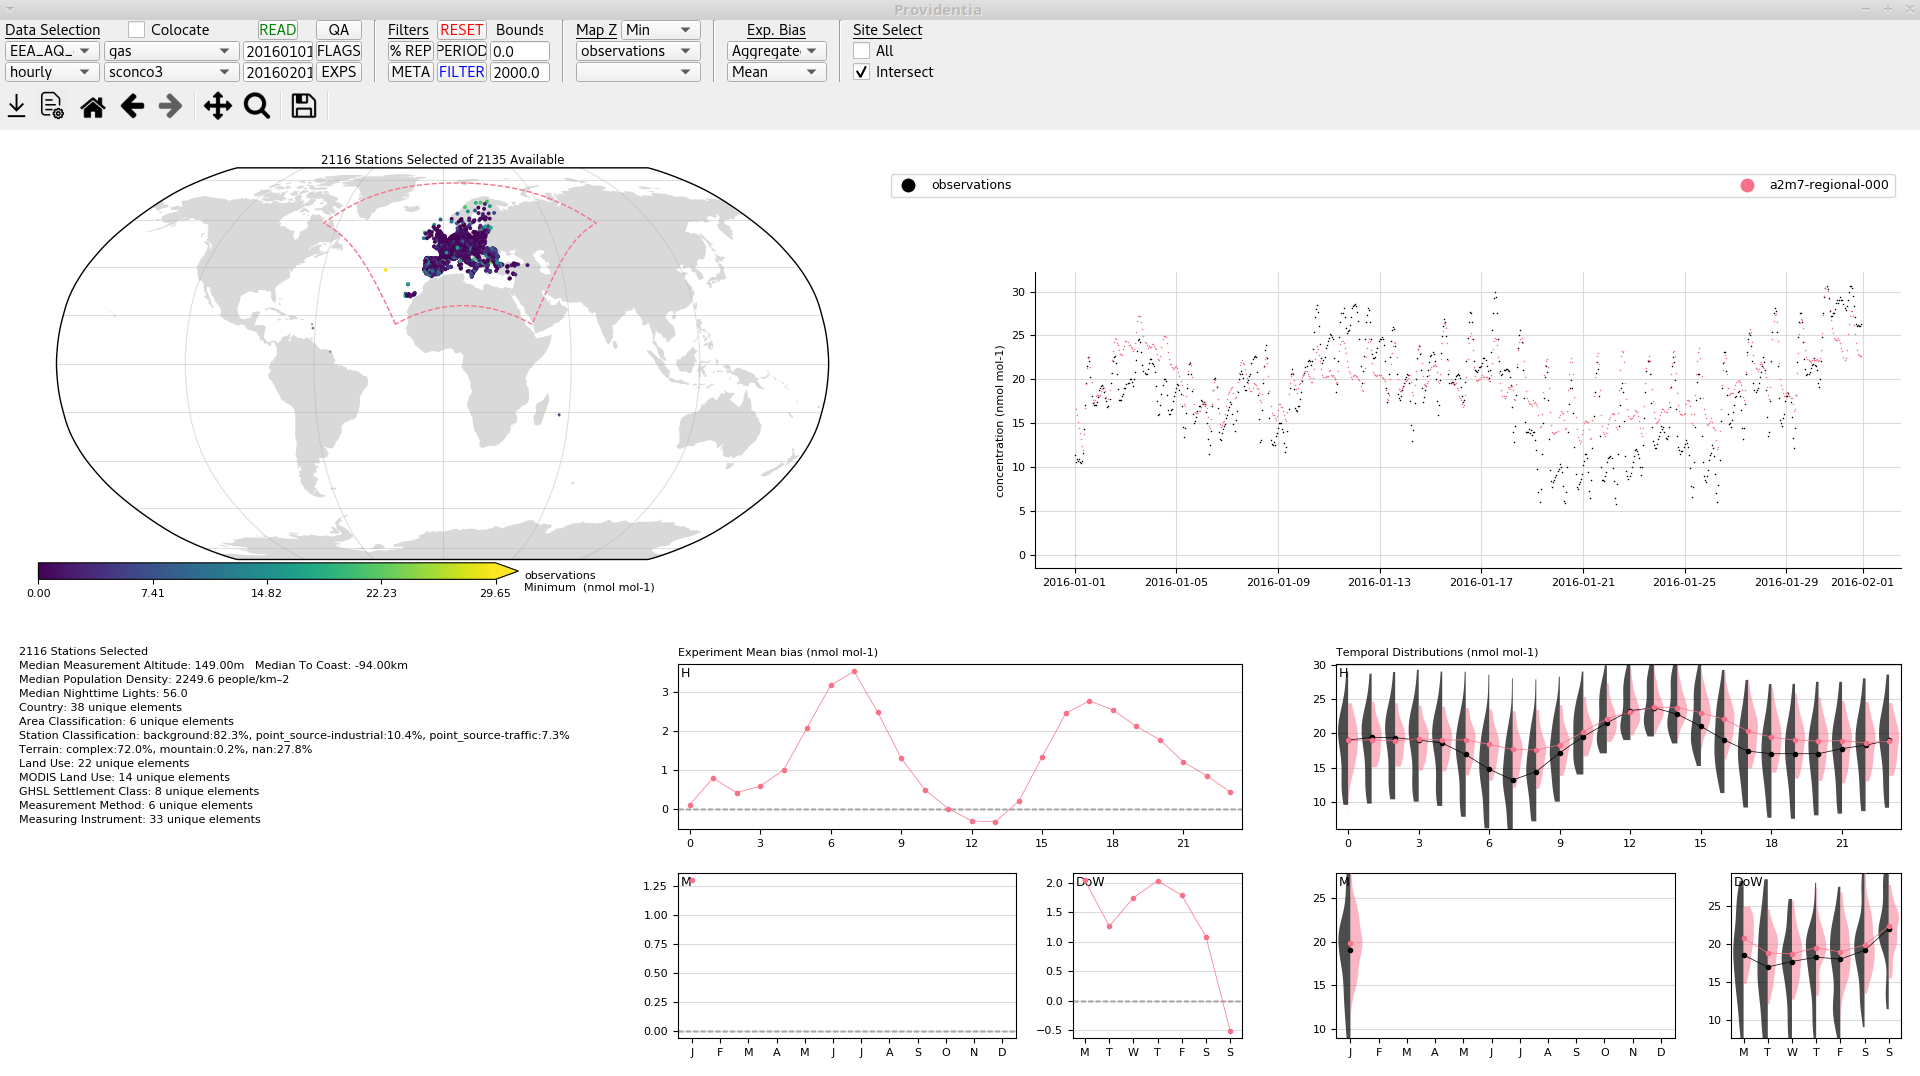 Providentia
Data Selection Colocate READ QA Filters RESET Bounds Map Z Min Exp. Bias Site Select
EEA_AQ_ gas 20160101 FLAGS % REP PERIOD 0.0 observations Aggregate All
hourly sconco3 20160201 EXPS META FILTER 2000.0 Mean Intersect
2116 Stations Selected of 2135 Available
0.00 7.41 14.82 22.23 29.65
observations
Minimum (nmol mol-1)
observations a2m7-regional-000
concentration (nmol mol-1)
30
25
20
15
10
5
0
2016-01-01 2016-01-05 2016-01-09 2016-01-13 2016-01-17 2016-01-21 2016-01-25 2016-01-29 2016-02-01
2116 Stations Selected
Median Measurement Altitude: 149.00m Median To Coast: -94.00km
Median Population Density: 2249.6 people/km–2
Median Nighttime Lights: 56.0
Country: 38 unique elements
Area Classification: 6 unique elements
Station Classification: background:82.3%, point_source-industrial:10.4%, point_source-traffic:7.3%
Terrain: complex:72.0%, mountain:0.2%, nan:27.8%
Land Use: 22 unique elements
MODIS Land Use: 14 unique elements
GHSL Settlement Class: 8 unique elements
Measurement Method: 6 unique elements
Measuring Instrument: 33 unique elements
Experiment Mean bias (nmol mol-1)
H
3
2
1
0
0 3 6 9 12 15 18 21
M
1.25
1.00
0.75
0.50
0.25
0.00
J F M A M J J A S O N D
DoW
2.0
1.5
1.0
0.5
0.0
−0.5
M T W T F S S
Temporal Distributions (nmol mol-1)
H
30
25
20
15
10
0 3 6 9 12 15 18 21
M
25
20
15
10
J F M A M J J A S O N D
DoW
25
20
15
10
M T W T F S S